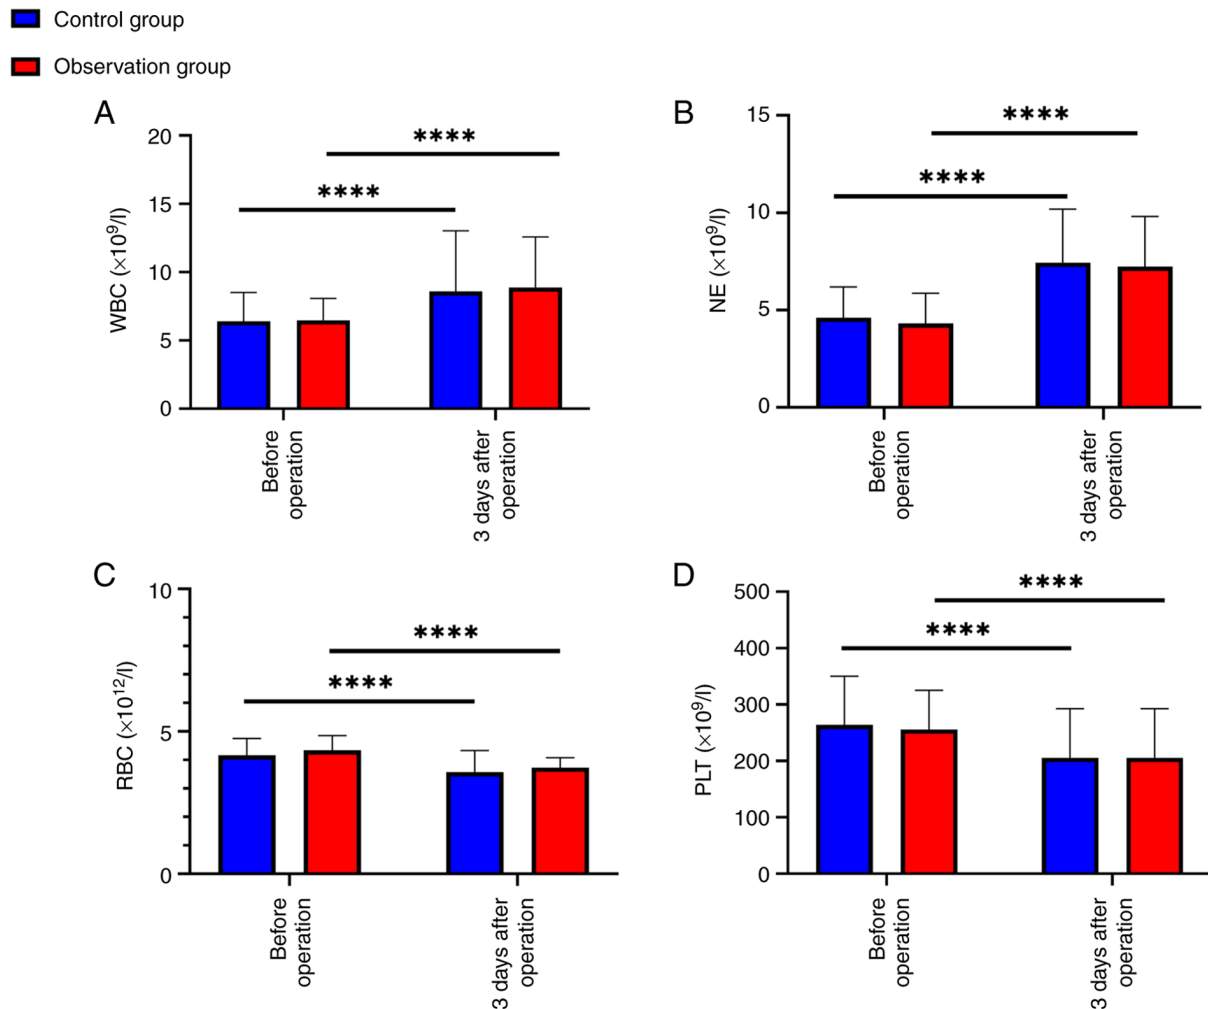 Control group
Observation group
A
20
15
10
5
0
WBC (×10⁹/l)
****
****
Before
operation
3 days after
operation
B
15
10
5
0
NE (×10⁹/l)
****
****
Before
operation
3 days after
operation
C
10
5
0
RBC (×10¹²/l)
****
****
Before
operation
3 days after
operation
D
500
400
300
200
100
0
PLT (×10⁹/l)
****
****
Before
operation
3 days after
operation